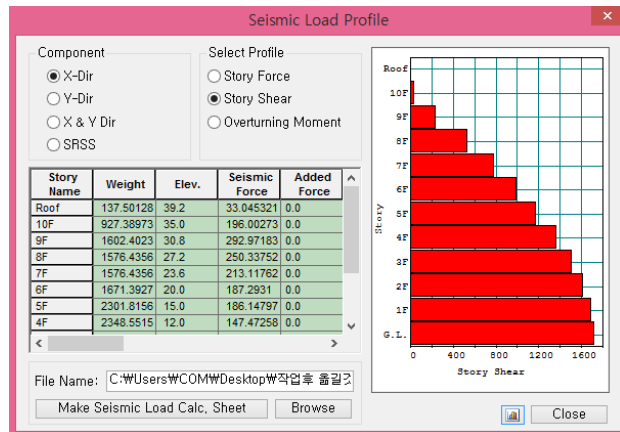 Seismic Load Profile
Component
X-Dir
Y-Dir
X & Y Dir
SRSS
Select Profile
Story Force
Story Shear
Overturning Moment
Story Name Weight Elev. Seismic Force Added Force
Roof 137.50128 39.2 33.045321 0.0
10F 927.38973 35.0 196.00273 0.0
9F 1602.4023 30.8 292.97183 0.0
8F 1576.4356 27.2 250.33752 0.0
7F 1576.4356 23.6 213.11762 0.0
6F 1671.3927 20.0 187.2931 0.0
5F 2301.8156 15.0 186.14797 0.0
4F 2348.5515 12.0 147.47258 0.0
File Name: C:₩Users₩COM₩Desktop₩작업후 옮길것
Make Seismic Load Calc, Sheet
Browse
Roof
10F
9F
8F
7F
6F
5F
4F
3F
2F
1F
G.L.
Story
0 400 800 1200 1600
Story Shear
Close